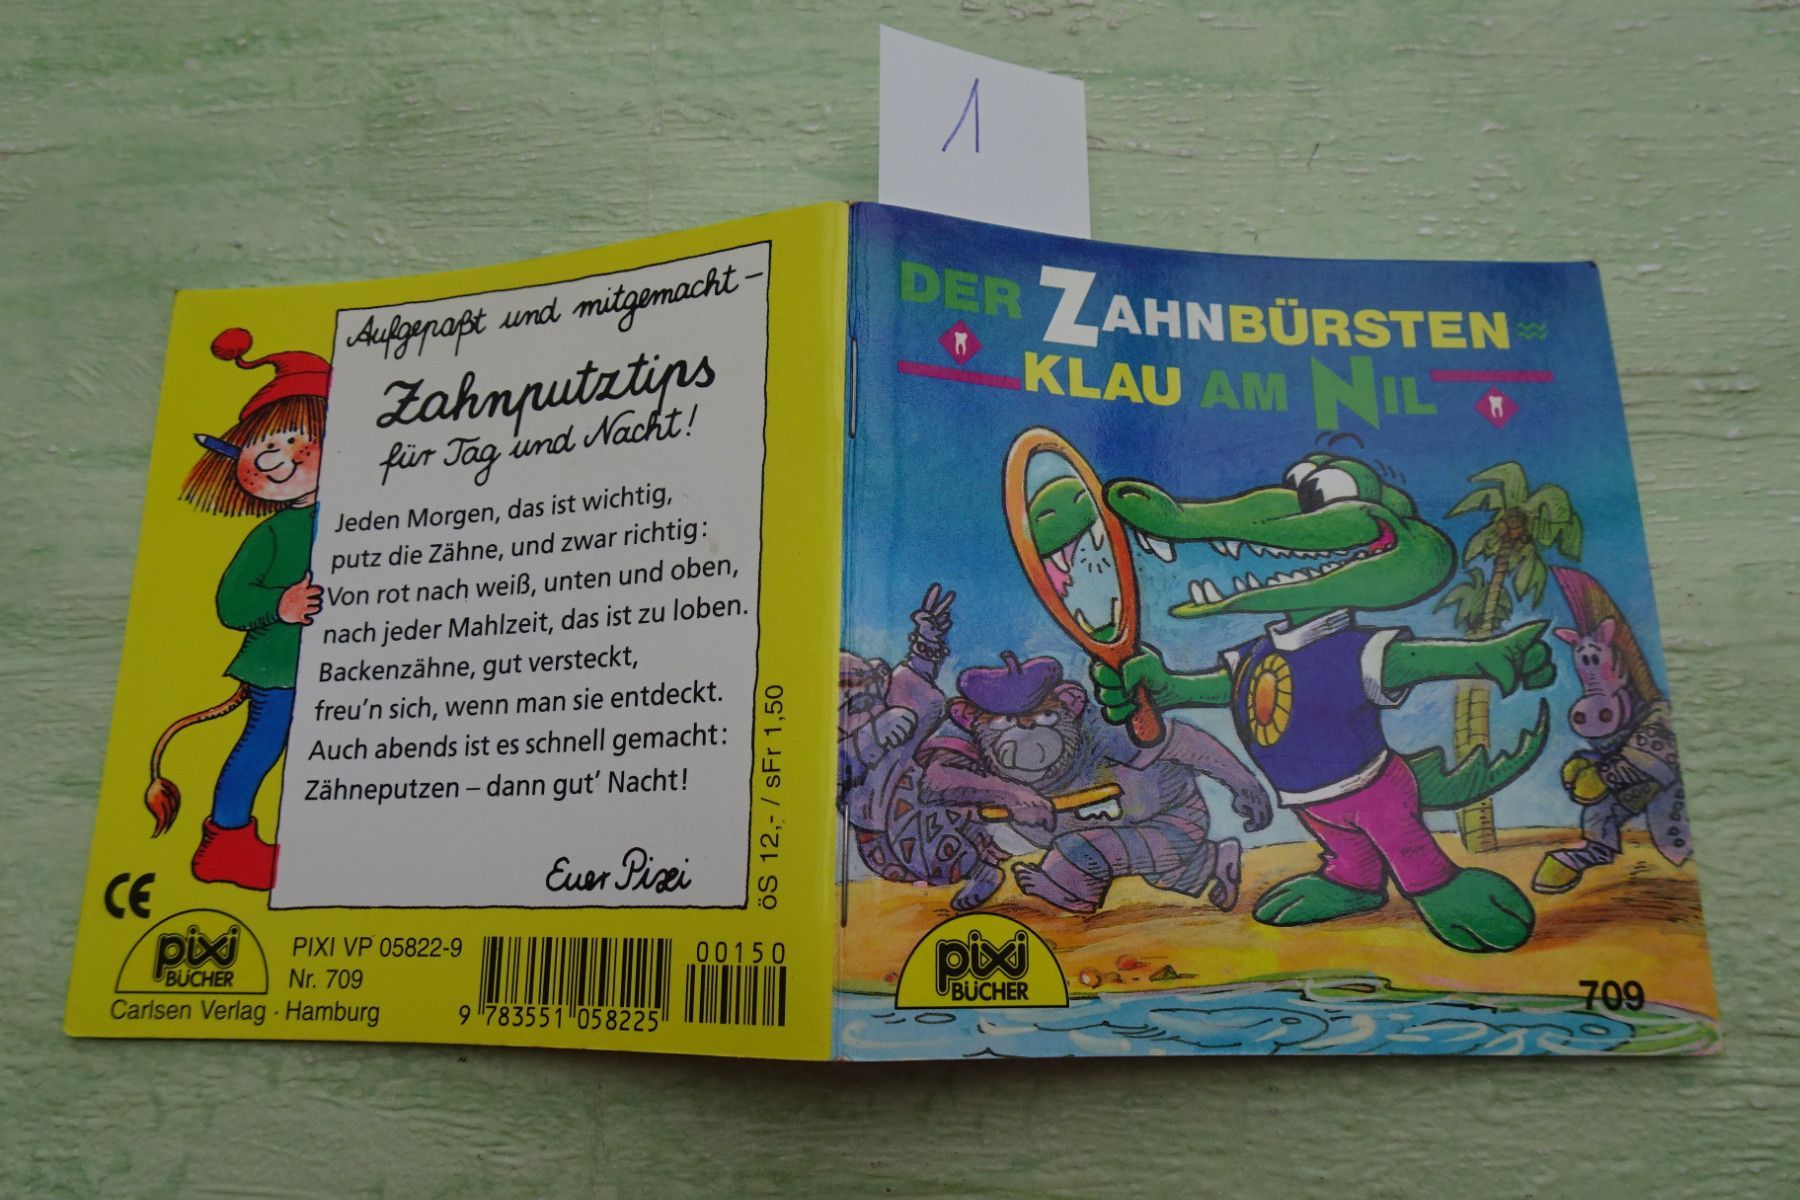 1
Aufgepaßt und mitgemacht –
Zahnputztips
für Tag und Nacht!
Jeden Morgen, das ist wichtig,
putz die Zähne, und zwar richtig:
Von rot nach weiß, unten und oben,
nach jeder Mahlzeit, das ist zu loben.
Backenzähne, gut versteckt,
freu'n sich, wenn man sie entdeckt.
Auch abends ist es schnell gemacht:
Zähneputzen – dann gut' Nacht!
Euer Pixi
öS 12,- / sFr 1,50
CE
pixi
BÜCHER
Carlsen Verlag · Hamburg
PIXI VP 05822-9
Nr. 709
9 783551 058225
00150
DER ZAHNBÜRSTEN
KLAU AM NIL
pixi
BÜCHER
709